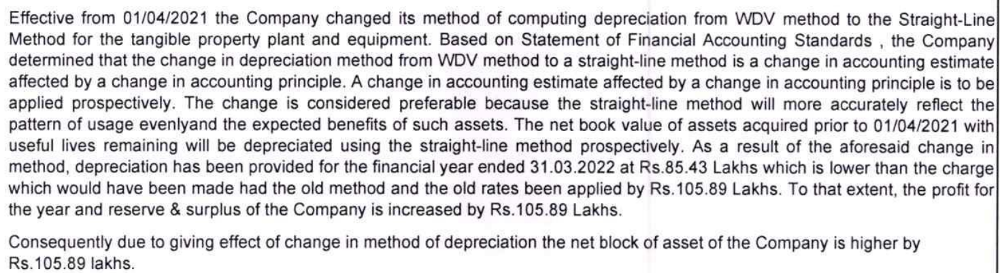 Effective from 01/04/2021 the Company changed its method of computing depreciation from WDV method to the Straight-Line
Method for the tangible property plant and equipment. Based on Statement of Financial Accounting Standards , the Company
determined that the change in depreciation method from WDV method to a straight-line method is a change in accounting estimate
affected by a change in accounting principle. A change in accounting estimate affected by a change in accounting principle is to be
applied prospectively. The change is considered preferable because the straight-line method will more accurately reflect the
pattern of usage evenlyand the expected benefits of such assets. The net book value of assets acquired prior to 01/04/2021 with
useful lives remaining will be depreciated using the straight-line method prospectively. As a result of the aforesaid change in
method, depreciation has been provided for the financial year ended 31.03.2022 at Rs.85.43 Lakhs which is lower than the charge
which would have been made had the old method and the old rates been applied by Rs.105.89 Lakhs. To that extent, the profit for
the year and reserve & surplus of the Company is increased by Rs.105.89 Lakhs.
Consequently due to giving effect of change in method of depreciation the net block of asset of the Company is higher by
Rs.105.89 lakhs.